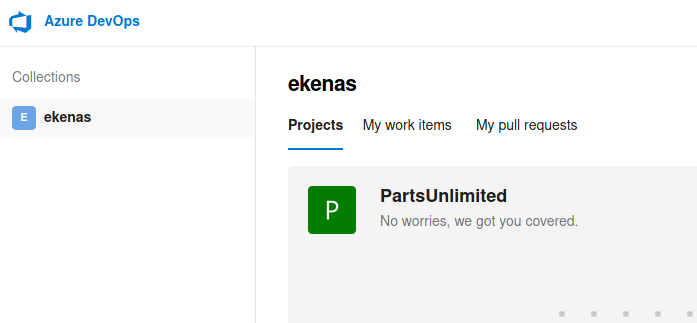 Azure DevOps
Collections
E ekenas
ekenas
Projects My work items My pull requests
P
PartsUnlimited
No worries, we got you covered.